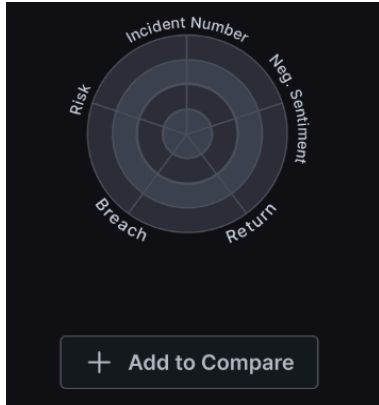 Incident Number
Neg. Sentiment
Risk
Breach
Return
Add to Compare